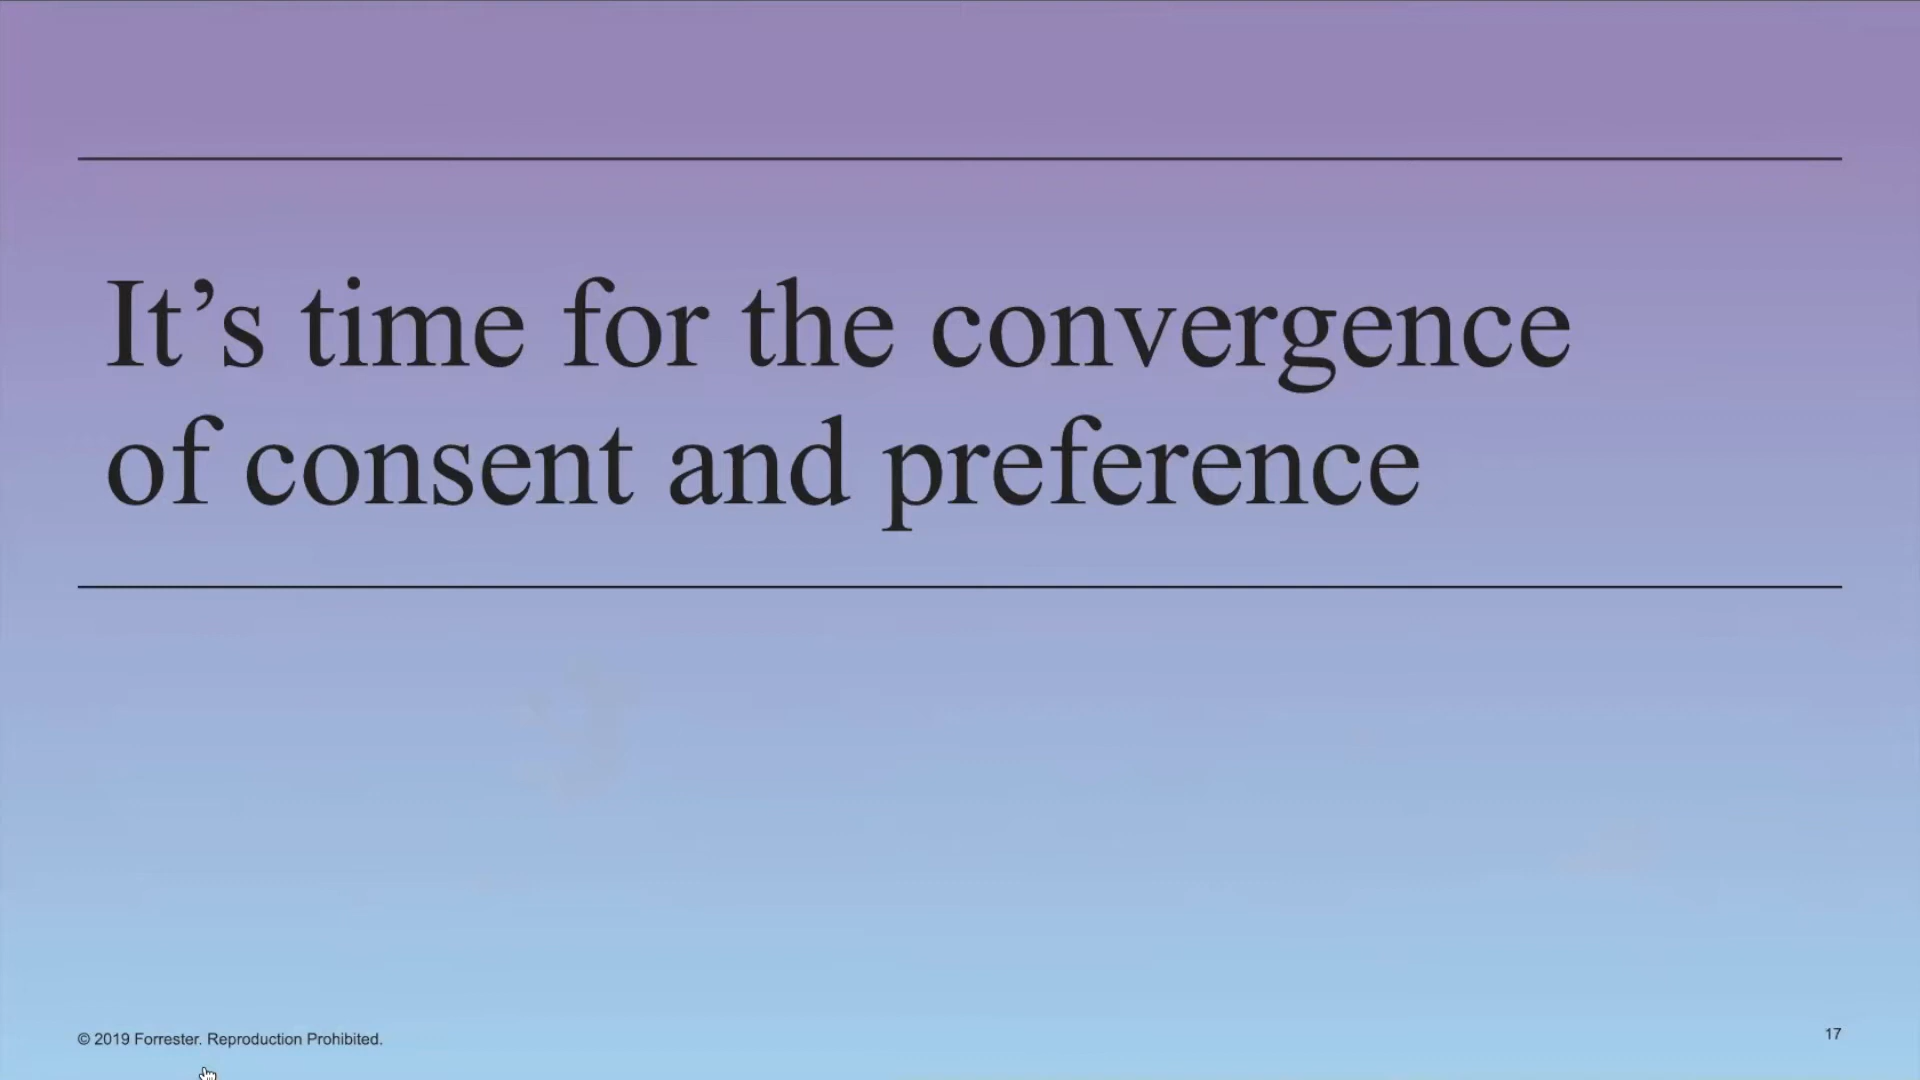 It’s time for the convergence
of consent and preference
© 2019 Forrester. Reproduction Prohibited.
17